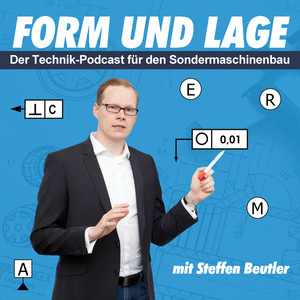 FORM UND LAGE
Der Technik-Podcast für den Sondermaschinenbau
⊥ C
E
R
○ 0,01
M
A
mit Steffen Beutler